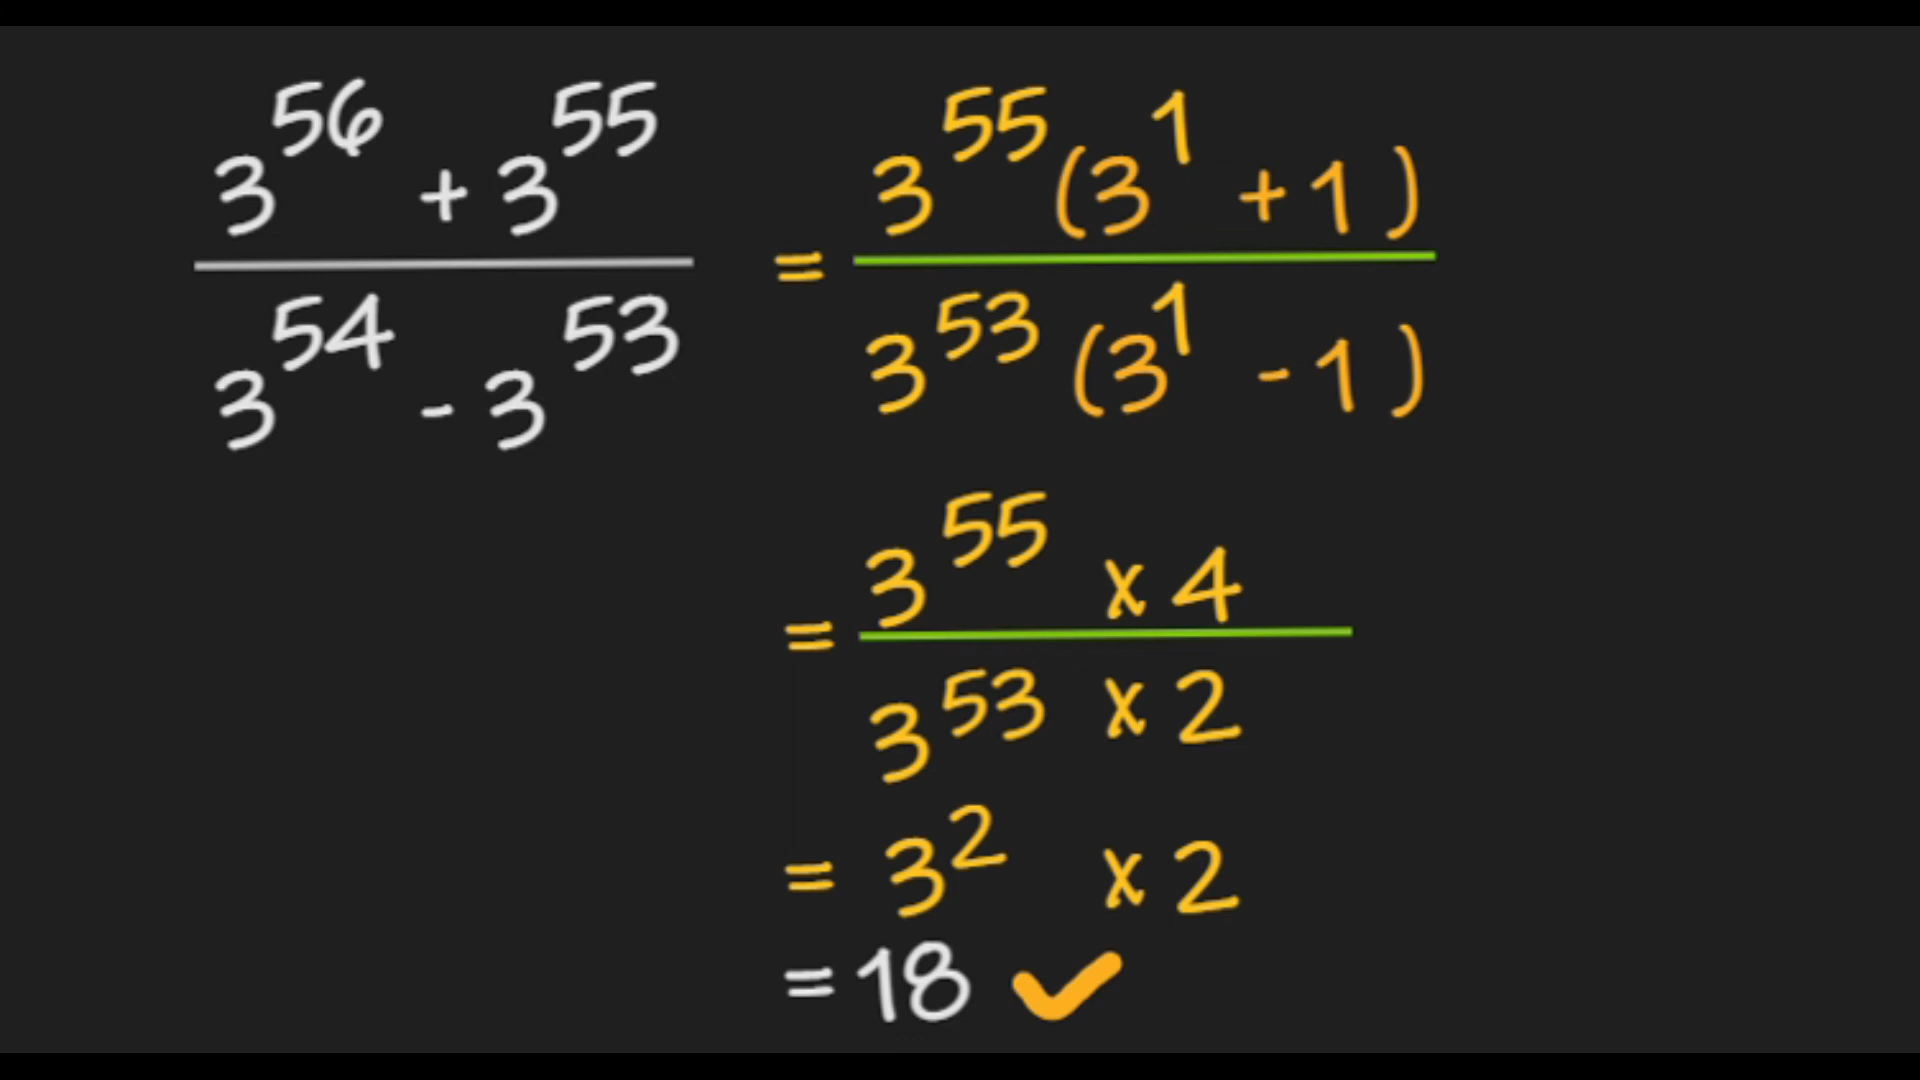 3^56 + 3^55 = 3^55 (3^1 + 1)
3^54 - 3^53 3^53 (3^1 - 1)
= 3^55 x 4
3^53 x 2
= 3^2 x 2
= 18 ✓